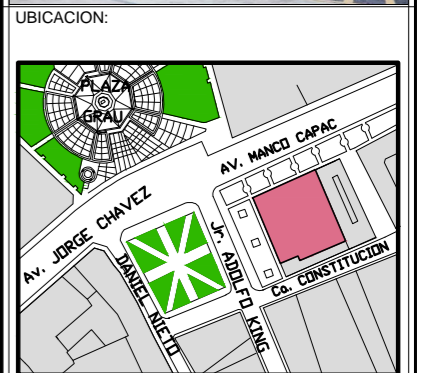 UBICACION:
PLAZA
GRAU
AV. MANCO CAPAC
Av. JORGE CHAVEZ
Jr. ADOLFO KING
DANIEL NIETO
Ca. CONSTITUCION